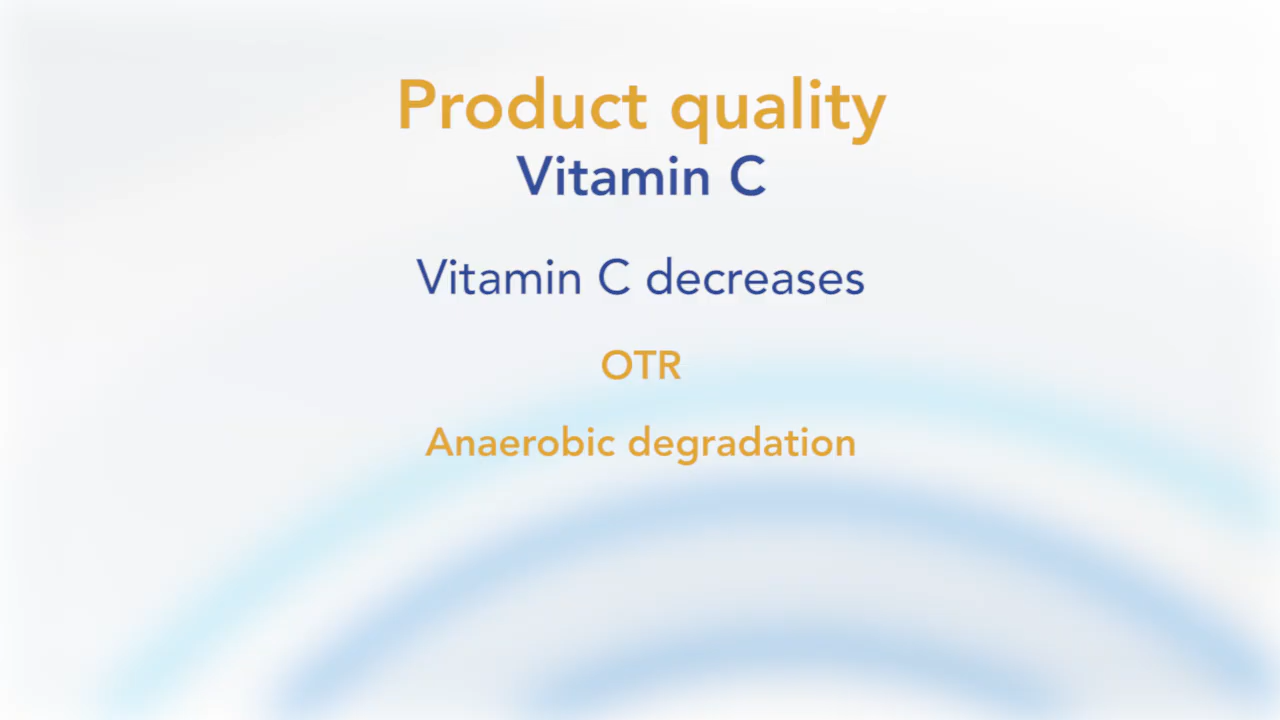 Product quality
Vitamin C
Vitamin C decreases
OTR
Anaerobic degradation